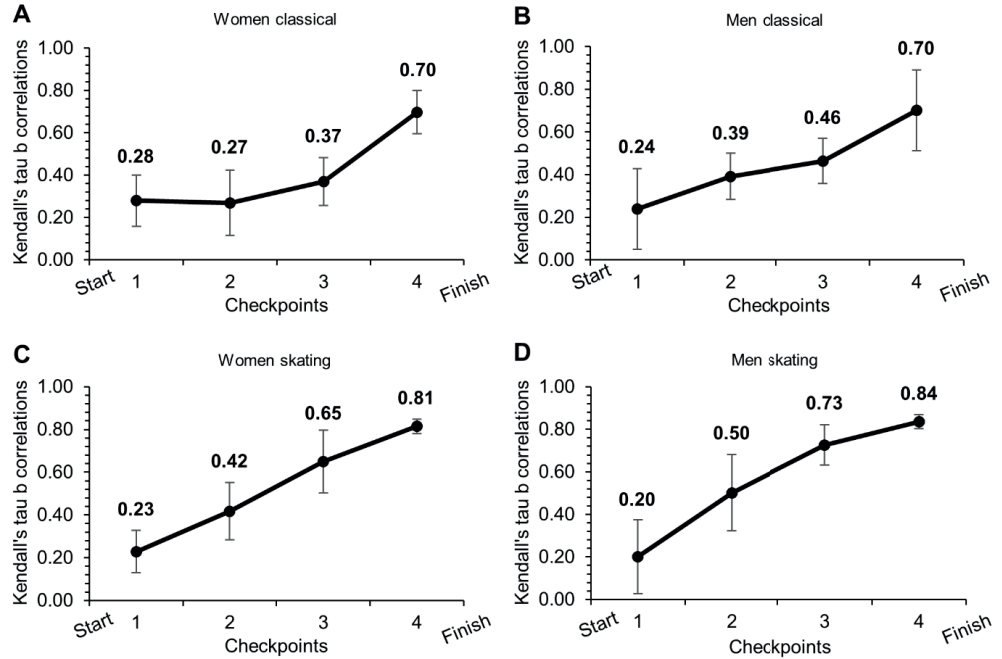 A
Women classical
Kendall's tau b correlations
1.00
0.80
0.60
0.40
0.20
0.00
0.28
0.27
0.37
0.70
Start
1
2
3
4
Finish
Checkpoints
B
Men classical
Kendall's tau b correlations
1.00
0.80
0.60
0.40
0.20
0.00
0.24
0.39
0.46
0.70
Start
1
2
3
4
Finish
Checkpoints
C
Women skating
Kendall's tau b correlations
1.00
0.80
0.60
0.40
0.20
0.00
0.23
0.42
0.65
0.81
Start
1
2
3
4
Finish
Checkpoints
D
Men skating
Kendall's tau b correlations
1.00
0.80
0.60
0.40
0.20
0.00
0.20
0.50
0.73
0.84
Start
1
2
3
4
Finish
Checkpoints